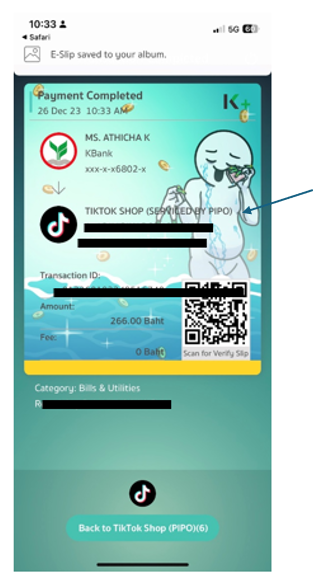 10:33
5G 60
Safari
E-Slip saved to your album.
Payment Completed
K+
26 Dec 23 10:33 AM
MS. ATHICHA K
KBank
xxx-x-x6802-x
TIKTOK SHOP (SERVICED BY PIPO)
Transaction ID:
Amount:
266.00 Baht
Fee:
0 Baht
Scan for Verify Slip
Category: Bills & Utilities
Back to TikTok Shop (PIPO)(6)